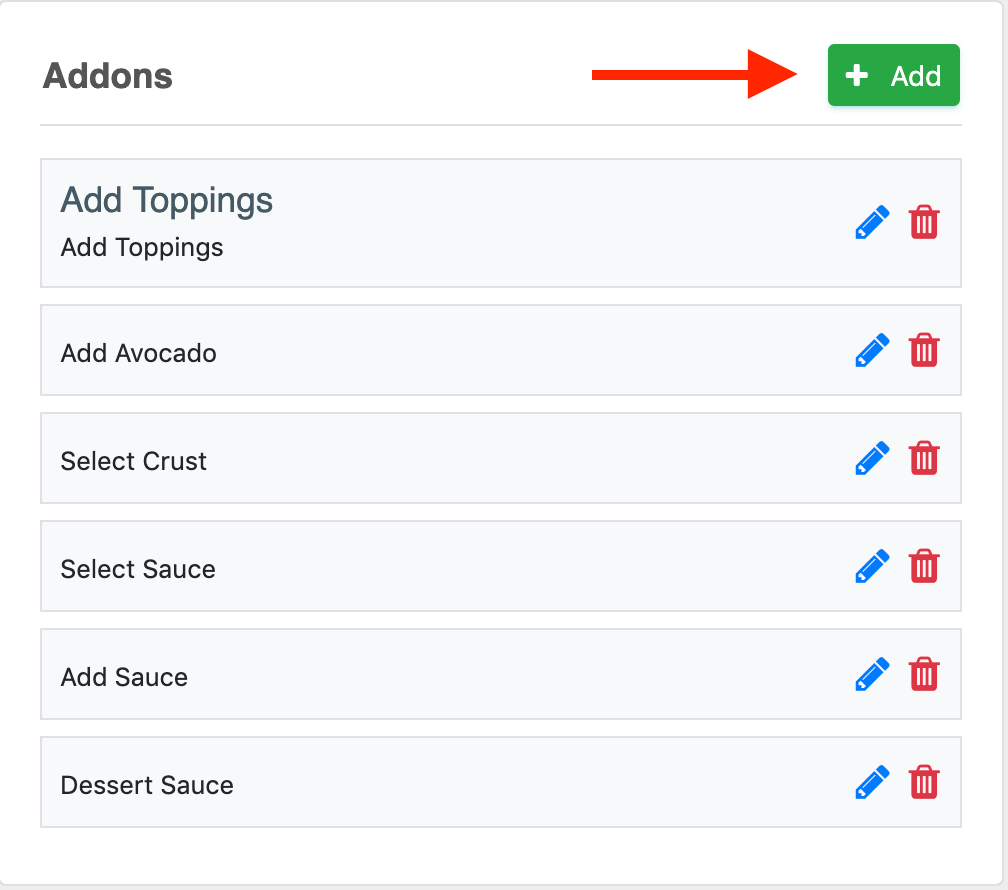 Addons
Add
Add Toppings
Add Toppings
Add Avocado
Select Crust
Select Sauce
Add Sauce
Dessert Sauce